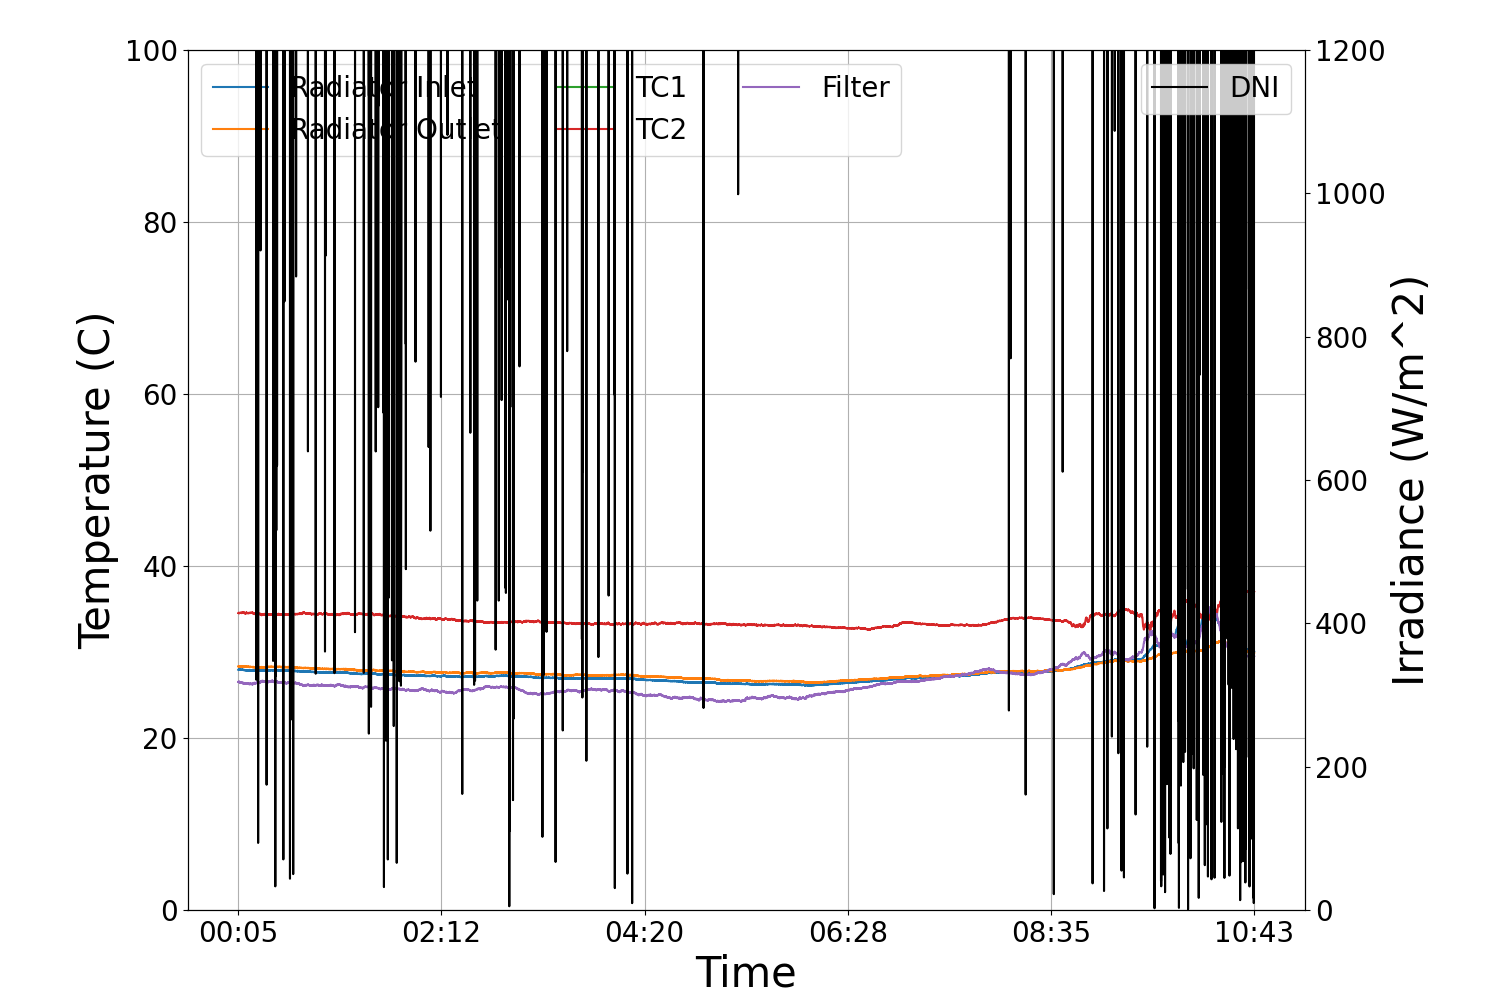 100
80
60
40
20
0
Temperature (C)
Radiator Inlet
Radiator Outlet
TC1
TC2
Filter
DNI
1200
1000
800
600
400
200
0
Irradiance (W/m^2)
00:05
02:12
04:20
06:28
08:35
10:43
Time